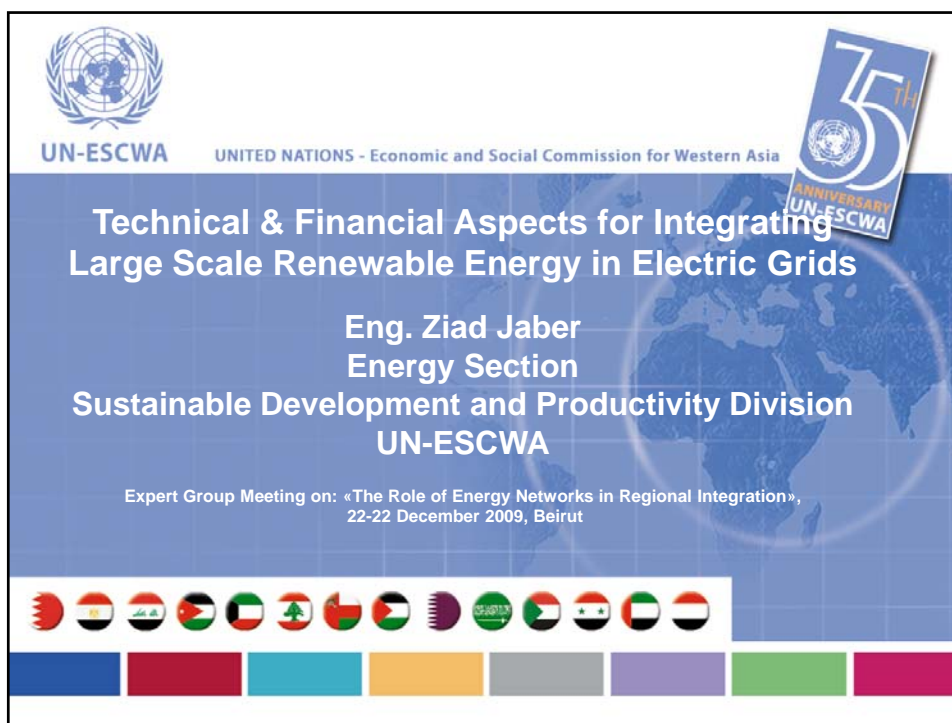 UN-ESCWA
UNITED NATIONS - Economic and Social Commission for Western Asia
75TH
ANNIVERSARY
UN-ESCWA
Technical & Financial Aspects for Integrating
Large Scale Renewable Energy in Electric Grids
Eng. Ziad Jaber
Energy Section
Sustainable Development and Productivity Division
UN-ESCWA
Expert Group Meeting on: «The Role of Energy Networks in Regional Integration»,
22-22 December 2009, Beirut